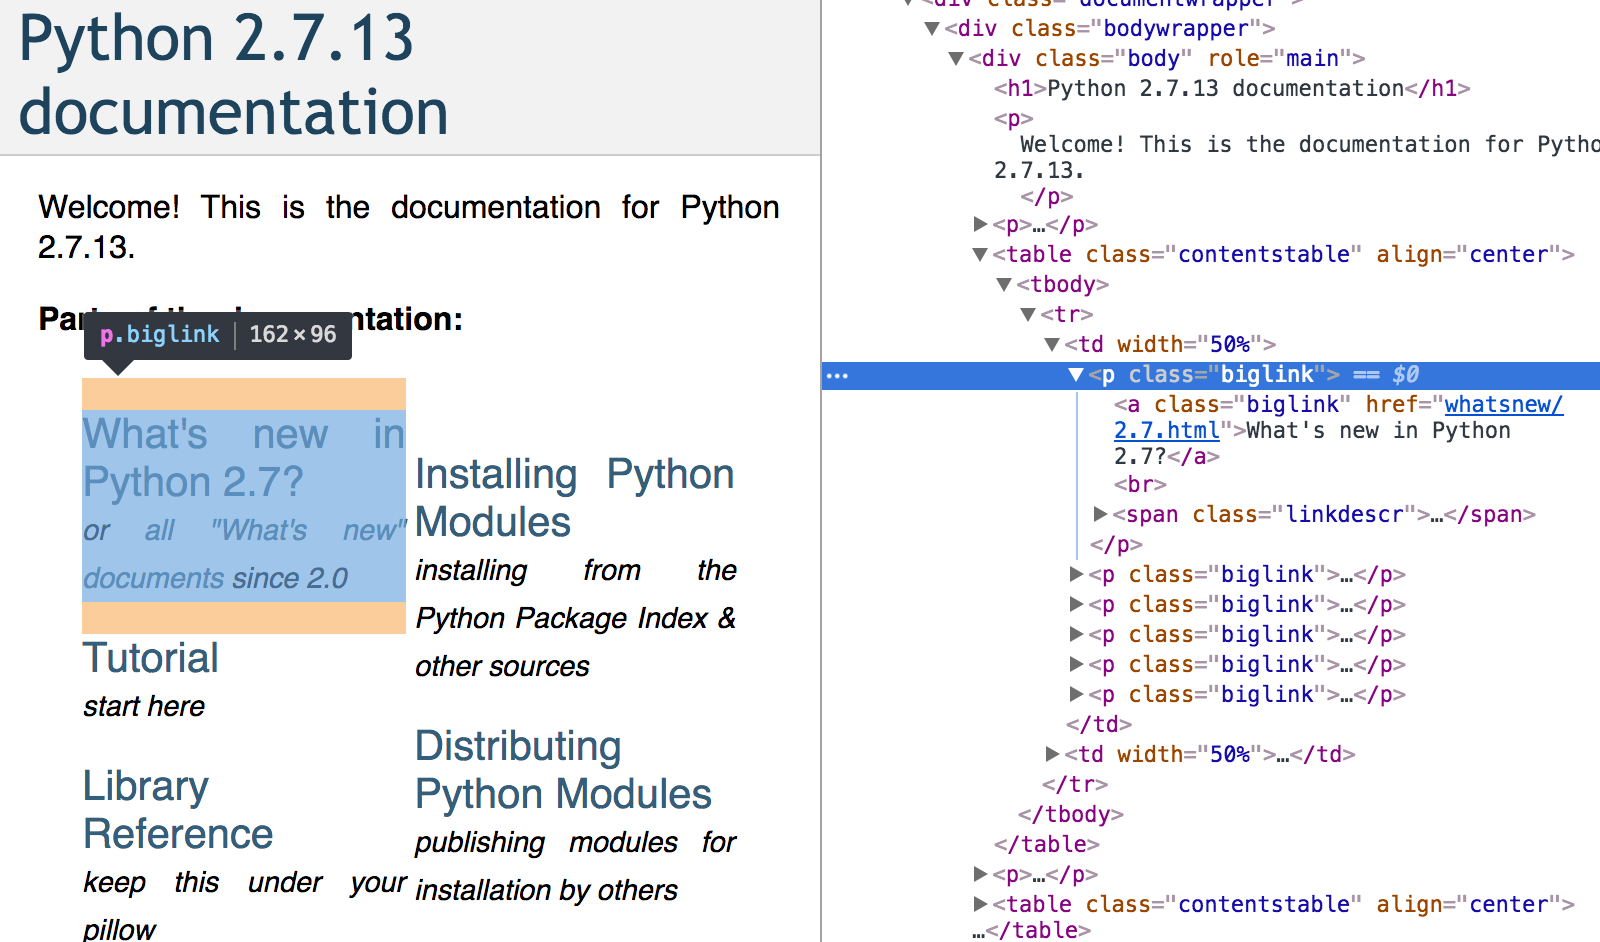 Python 2.7.13
documentation
Welcome! This is the documentation for Python
2.7.13.
ntation:
p.biglink 162×96
What's new in
Python 2.7?
or all "What's new"
documents since 2.0
Tutorial
start here
Library
Reference
keep this under your
pillow
Installing Python
Modules
installing from the
Python Package Index &
other sources
Distributing
Python Modules
publishing modules for
installation by others
<div class="documentwrapper">
<div class="bodywrapper">
<div class="body" role="main">
<h1>Python 2.7.13 documentation</h1>
<p>
Welcome! This is the documentation for Pytho
2.7.13.
</p>
<p>…</p>
<table class="contentstable" align="center">
<tbody>
<tr>
<td width="50%">
… <p class="biglink"> == $0
<a class="biglink" href="whatsnew/
2.7.html">What's new in Python
2.7?</a>
<br>
<span class="linkdescr">…</span>
</p>
<p class="biglink">…</p>
<p class="biglink">…</p>
<p class="biglink">…</p>
<p class="biglink">…</p>
<p class="biglink">…</p>
</td>
<td width="50%">…</td>
</tr>
</tbody>
</table>
<p>…</p>
<table class="contentstable" align="center">
…</table>